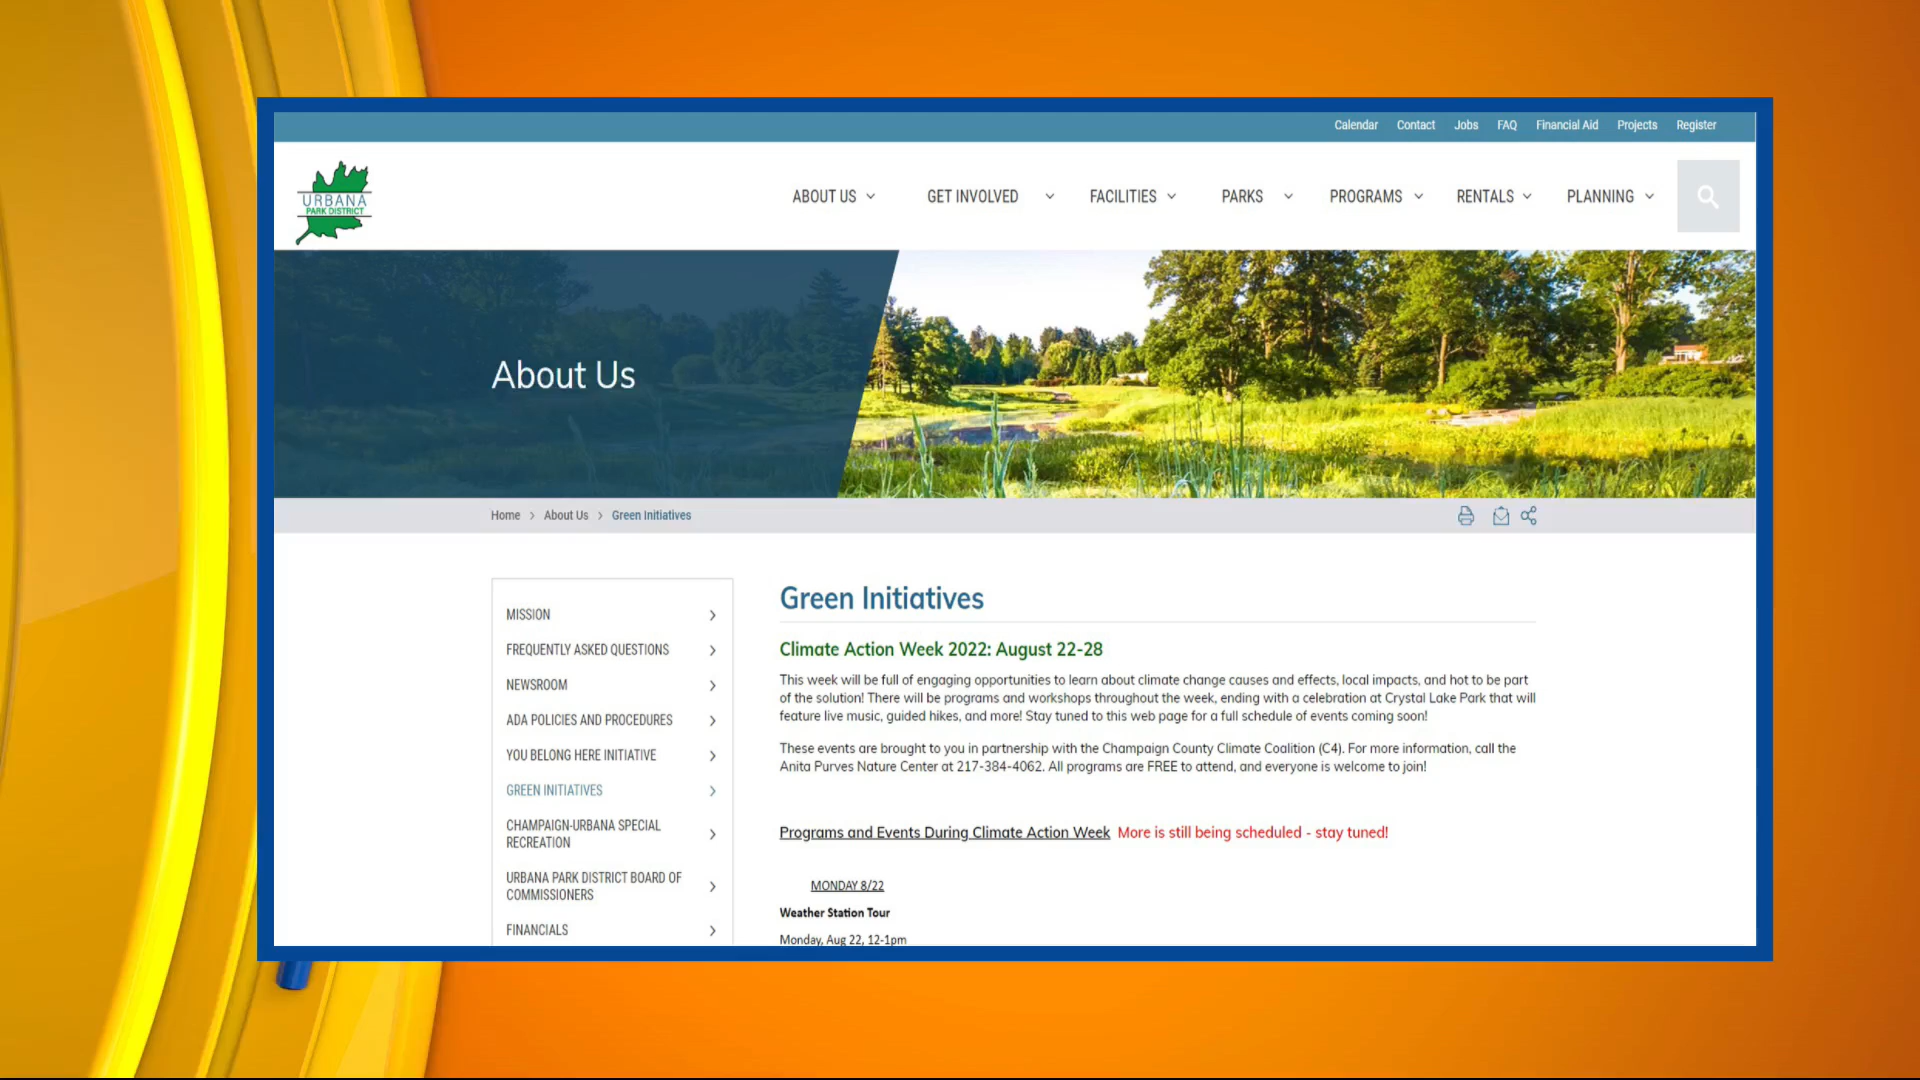 Calendar Contact Jobs FAQ Financial Aid Projects Register
URBANA
PARK DISTRICT
ABOUT US GET INVOLVED FACILITIES PARKS PROGRAMS RENTALS PLANNING
About Us
Home > About Us > Green Initiatives
MISSION
FREQUENTLY ASKED QUESTIONS
NEWSROOM
ADA POLICIES AND PROCEDURES
YOU BELONG HERE INITIATIVE
GREEN INITIATIVES
CHAMPAIGN-URBANA SPECIAL
RECREATION
URBANA PARK DISTRICT BOARD OF
COMMISSIONERS
FINANCIALS
Green Initiatives
Climate Action Week 2022: August 22-28
This week will be full of engaging opportunities to learn about climate change causes and effects, local impacts, and hot to be part
of the solution! There will be programs and workshops throughout the week, ending with a celebration at Crystal Lake Park that will
feature live music, guided hikes, and more! Stay tuned to this web page for a full schedule of events coming soon!
These events are brought to you in partnership with the Champaign County Climate Coalition (C4). For more information, call the
Anita Purves Nature Center at 217-384-4062. All programs are FREE to attend, and everyone is welcome to join!
Programs and Events During Climate Action Week More is still being scheduled - stay tuned!
MONDAY 8/22
Weather Station Tour
Monday, Aug 22, 12-1pm